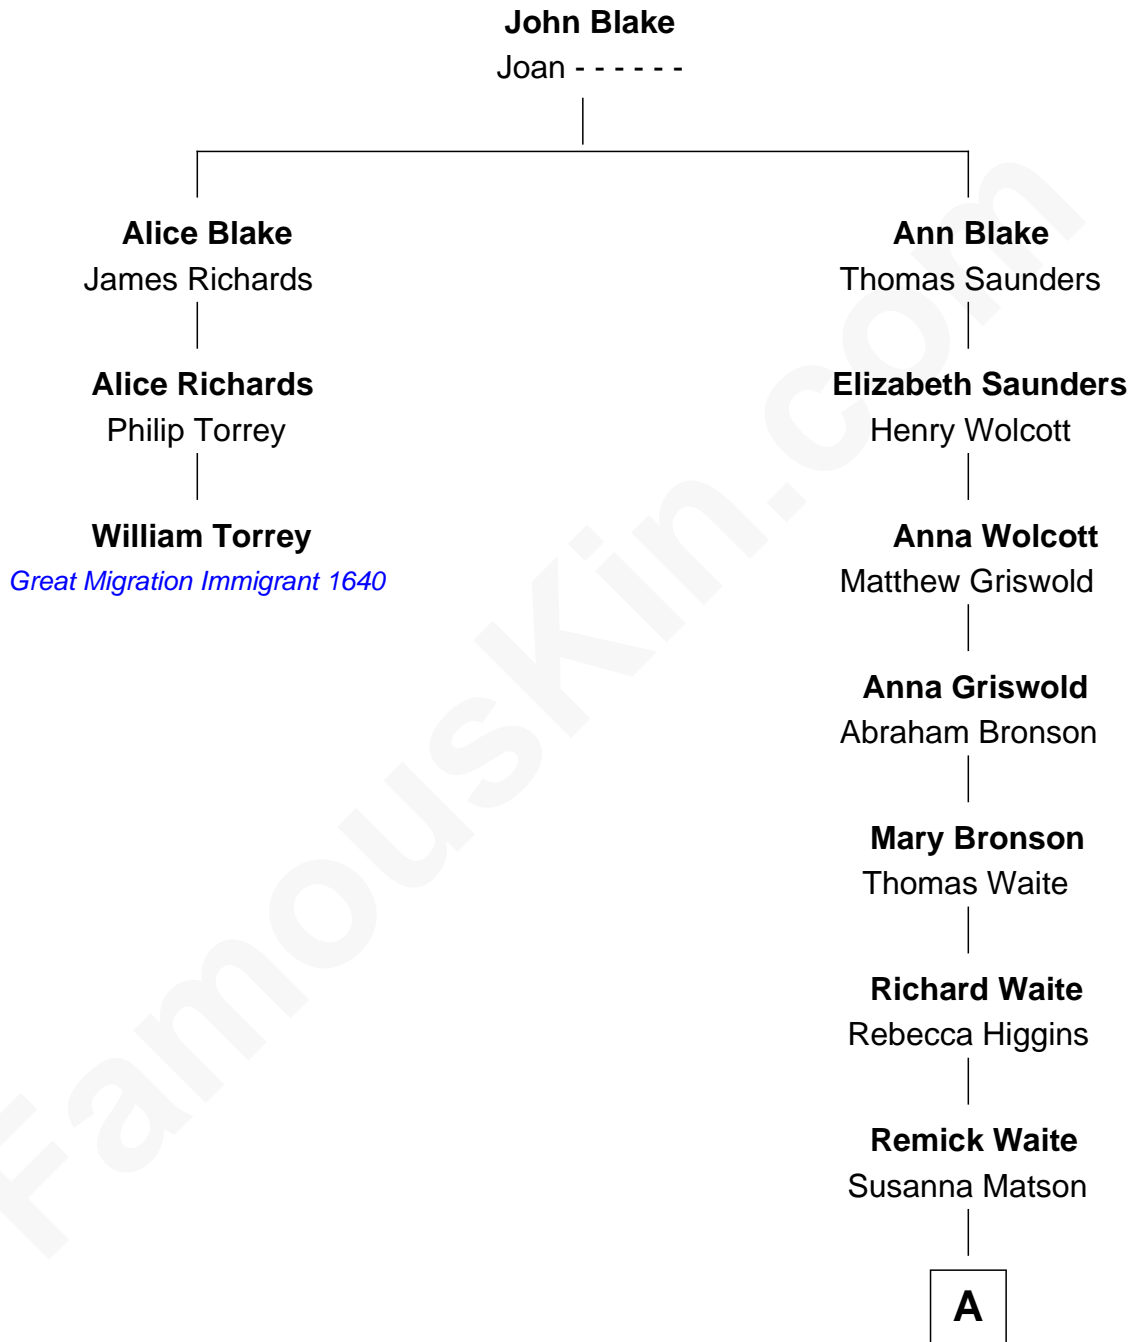 John Blake
Joan - - - - - -
Alice Blake
James Richards
Ann Blake
Thomas Saunders
Alice Richards
Philip Torrey
Elizabeth Saunders
Henry Wolcott
William Torrey
Great Migration Immigrant 1640
Anna Wolcott
Matthew Griswold
Anna Griswold
Abraham Bronson
Mary Bronson
Thomas Waite
Richard Waite
Rebecca Higgins
Remick Waite
Susanna Matson
A
FamousKin.com